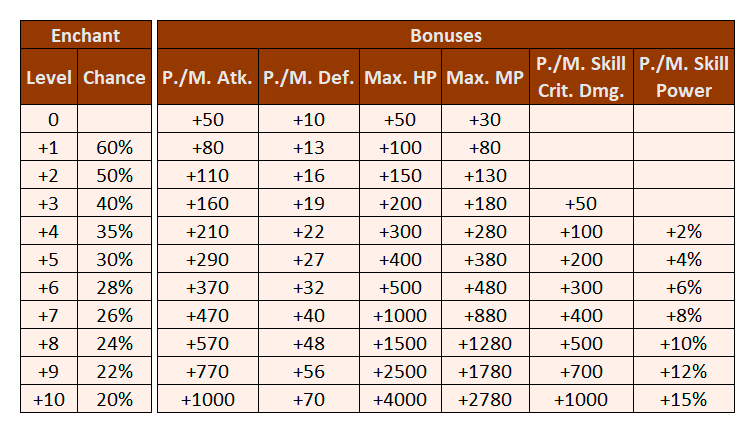 Enchant Bonuses
Level Chance P./M. Atk. P./M. Def. Max. HP Max. MP P./M. Skill Crit. Dmg. P./M. Skill Power
0 +50 +10 +50 +30
+1 60% +80 +13 +100 +80
+2 50% +110 +16 +150 +130
+3 40% +160 +19 +200 +180 +50
+4 35% +210 +22 +300 +280 +100 +2%
+5 30% +290 +27 +400 +380 +200 +4%
+6 28% +370 +32 +500 +480 +300 +6%
+7 26% +470 +40 +1000 +880 +400 +8%
+8 24% +570 +48 +1500 +1280 +500 +10%
+9 22% +770 +56 +2500 +1780 +700 +12%
+10 20% +1000 +70 +4000 +2780 +1000 +15%